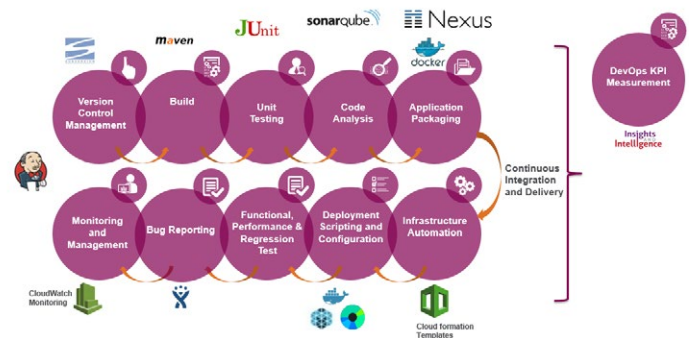 maven
JUnit
sonarqube
Nexus
docker
Version
Control
Management
Build
Unit
Testing
Code
Analysis
Application
Packaging
DevOps KPI
Measurement
Insights
Intelligence
Continuous
Integration
and Delivery
Monitoring
and
Management
Bug Reporting
Functional,
Performance &
Regression
Test
Deployment
Scripting and
Configuration
Infrastructure
Automation
CloudWatch
Monitoring
Cloud formation
Templates